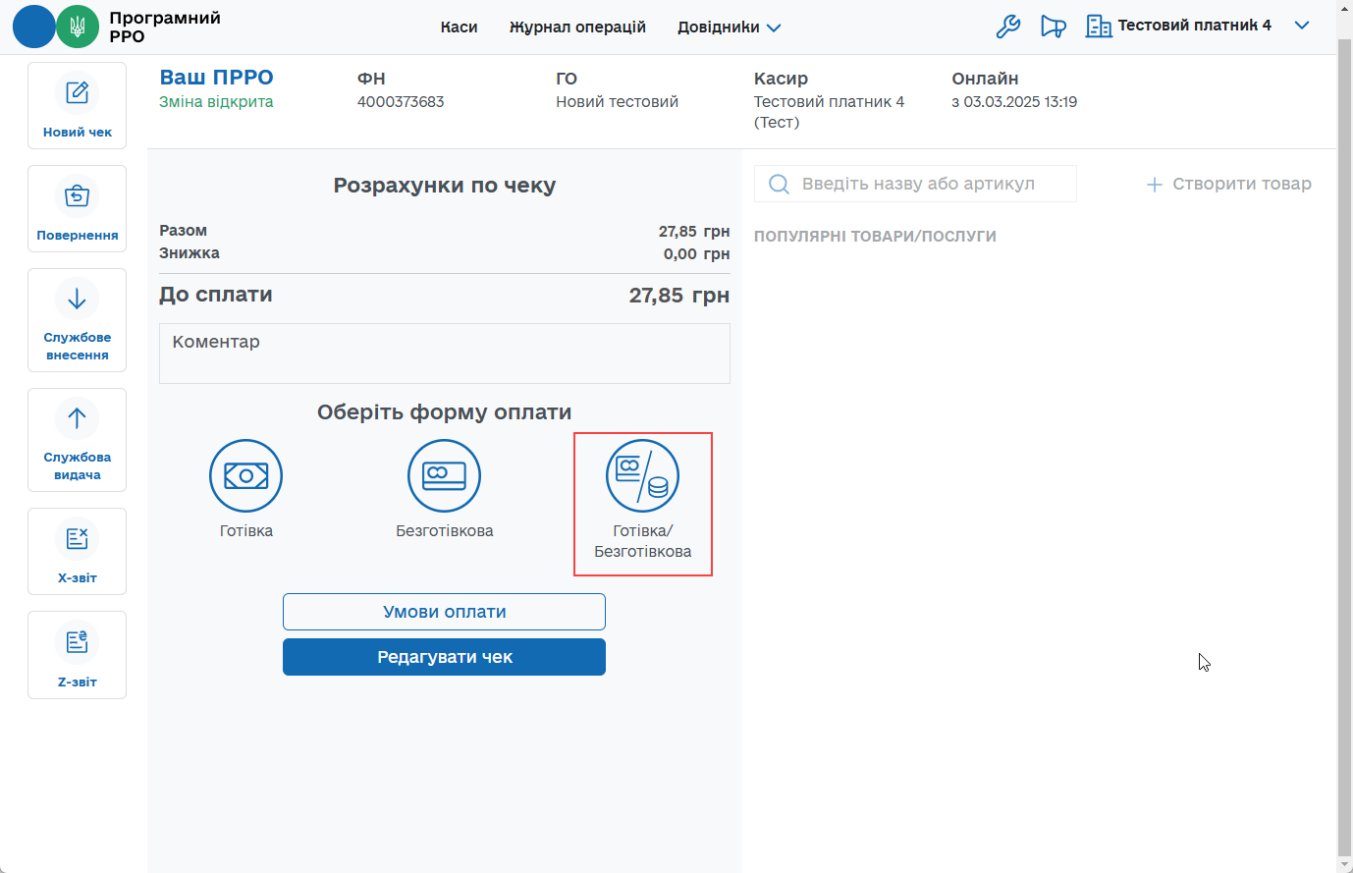 Програмний
РРО
Каси
Журнал операцій
Довідники
Тестовий платник 4
Новий чек
Повернення
Службове
внесення
Службова
видача
X-звіт
Z-звіт
Ваш ПРРО
Зміна відкрита
ФН
4000373683
ГО
Новий тестовий
Касир
Тестовий платник 4
(Тест)
Онлайн
з 03.03.2025 13:19
Розрахунки по чеку
Разом 27,85 грн
Знижка 0,00 грн
До сплати 27,85 грн
Коментар
Оберіть форму оплати
Готівка
Безготівкова
Готівка/
Безготівкова
Умови оплати
Редагувати чек
Введіть назву або артикул
Створити товар
ПОПУЛЯРНІ ТОВАРИ/ПОСЛУГИ